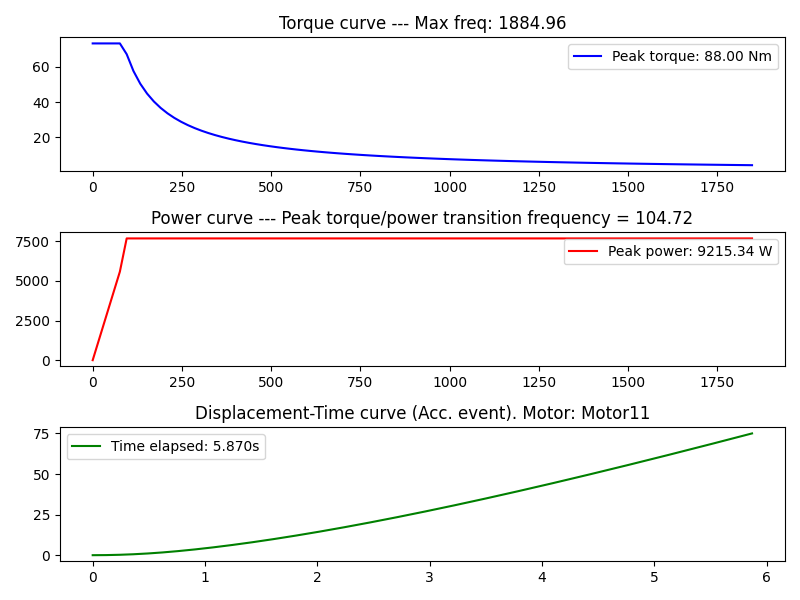 Torque curve --- Max freq: 1884.96
Peak torque: 88.00 Nm
60
40
20
0 250 500 750 1000 1250 1500 1750
Power curve --- Peak torque/power transition frequency = 104.72
Peak power: 9215.34 W
7500
5000
2500
0
0 250 500 750 1000 1250 1500 1750
Displacement-Time curve (Acc. event). Motor: Motor11
Time elapsed: 5.870s
75
50
25
0
0 1 2 3 4 5 6